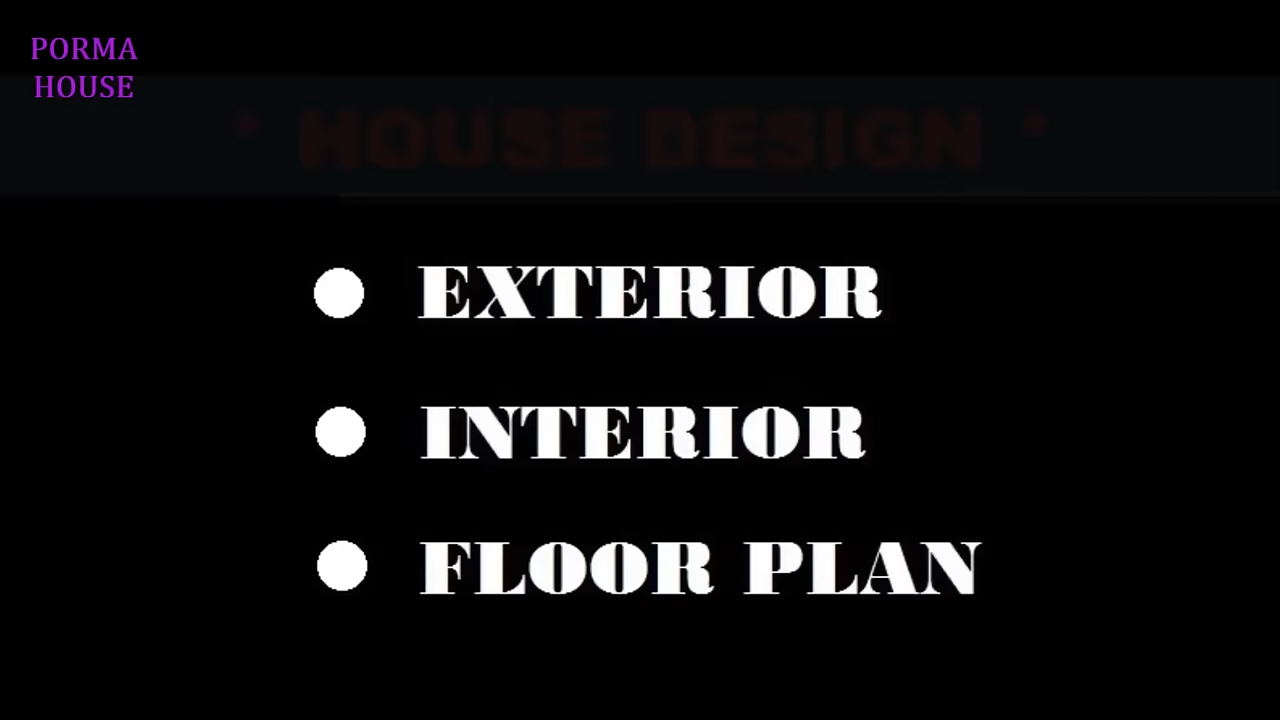 PORMA
HOUSE
* HOUSE DESIGN *
EXTERIOR
INTERIOR
FLOOR PLAN